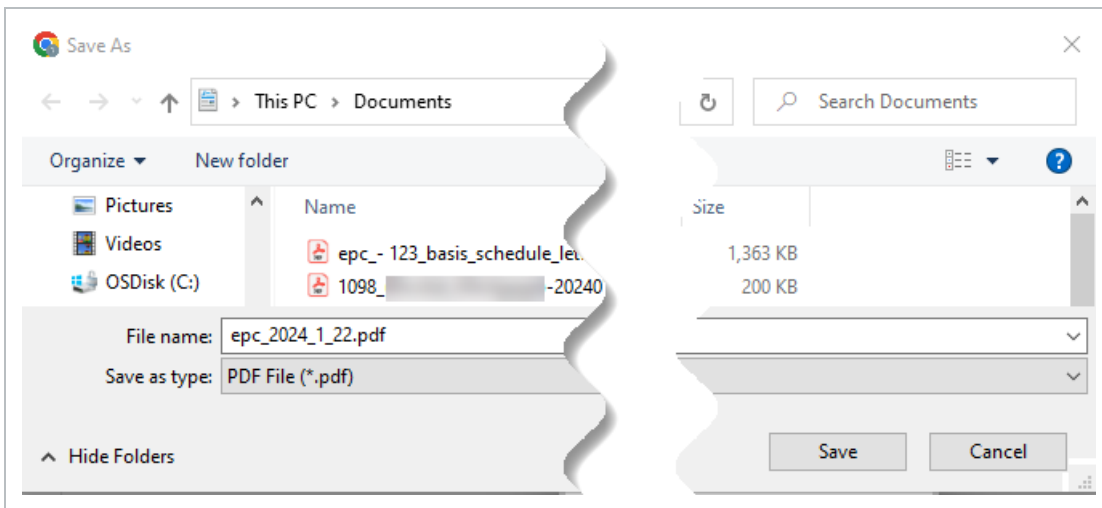 Save As
This PC > Documents
Search Documents
Organize
New folder
Pictures
Videos
OSDisk (C:)
Name
Size
epc_- 123_basis_schedule_let
1,363 KB
1098_ -20240
200 KB
File name: epc_2024_1_22.pdf
Save as type: PDF File (*.pdf)
Hide Folders
Save
Cancel